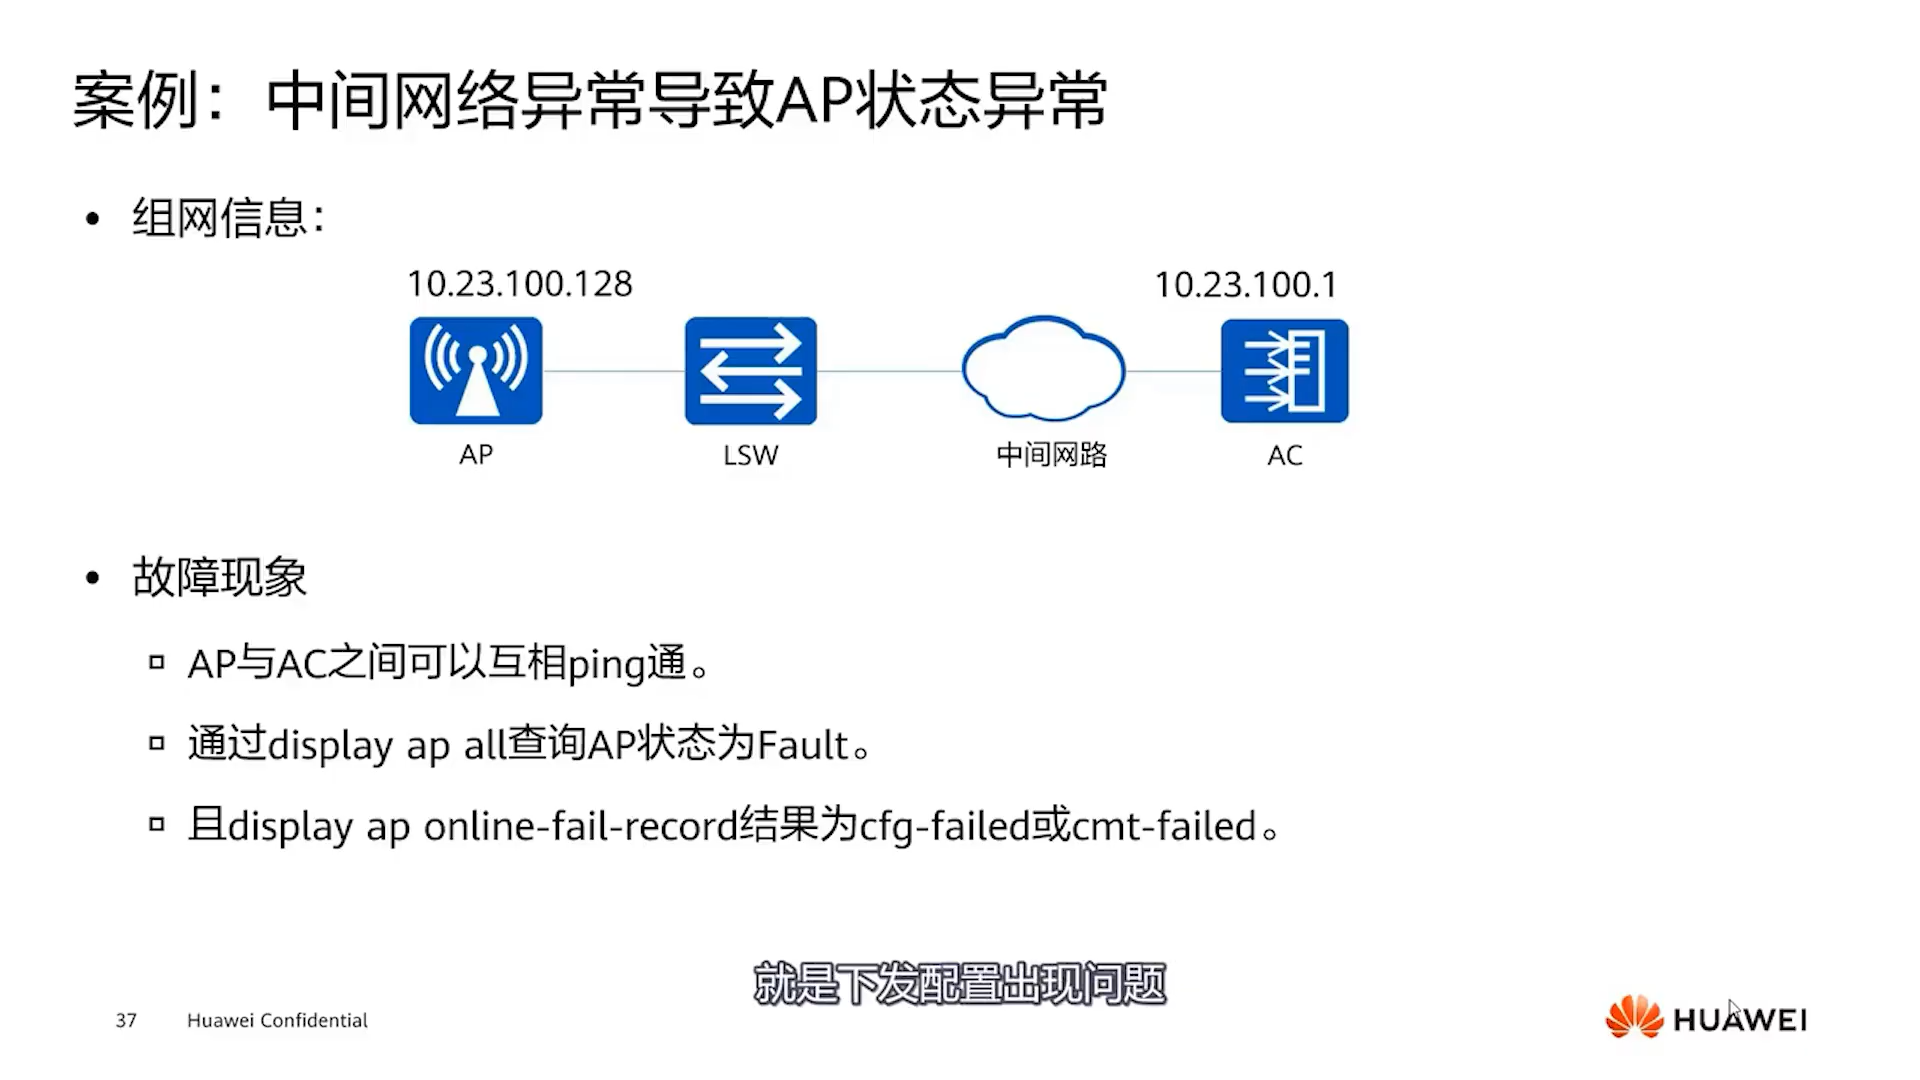 案例：中间网络异常导致AP状态异常
• 组网信息：
10.23.100.128
10.23.100.1
AP
LSW
中间网路
AC
• 故障现象
▫ AP与AC之间可以互相ping通。
▫ 通过display ap all查询AP状态为Fault。
▫ 且display ap online-fail-record结果为cfg-failed或cmt-failed。
就是下发配置出现问题
37
Huawei Confidential
HUAWEI